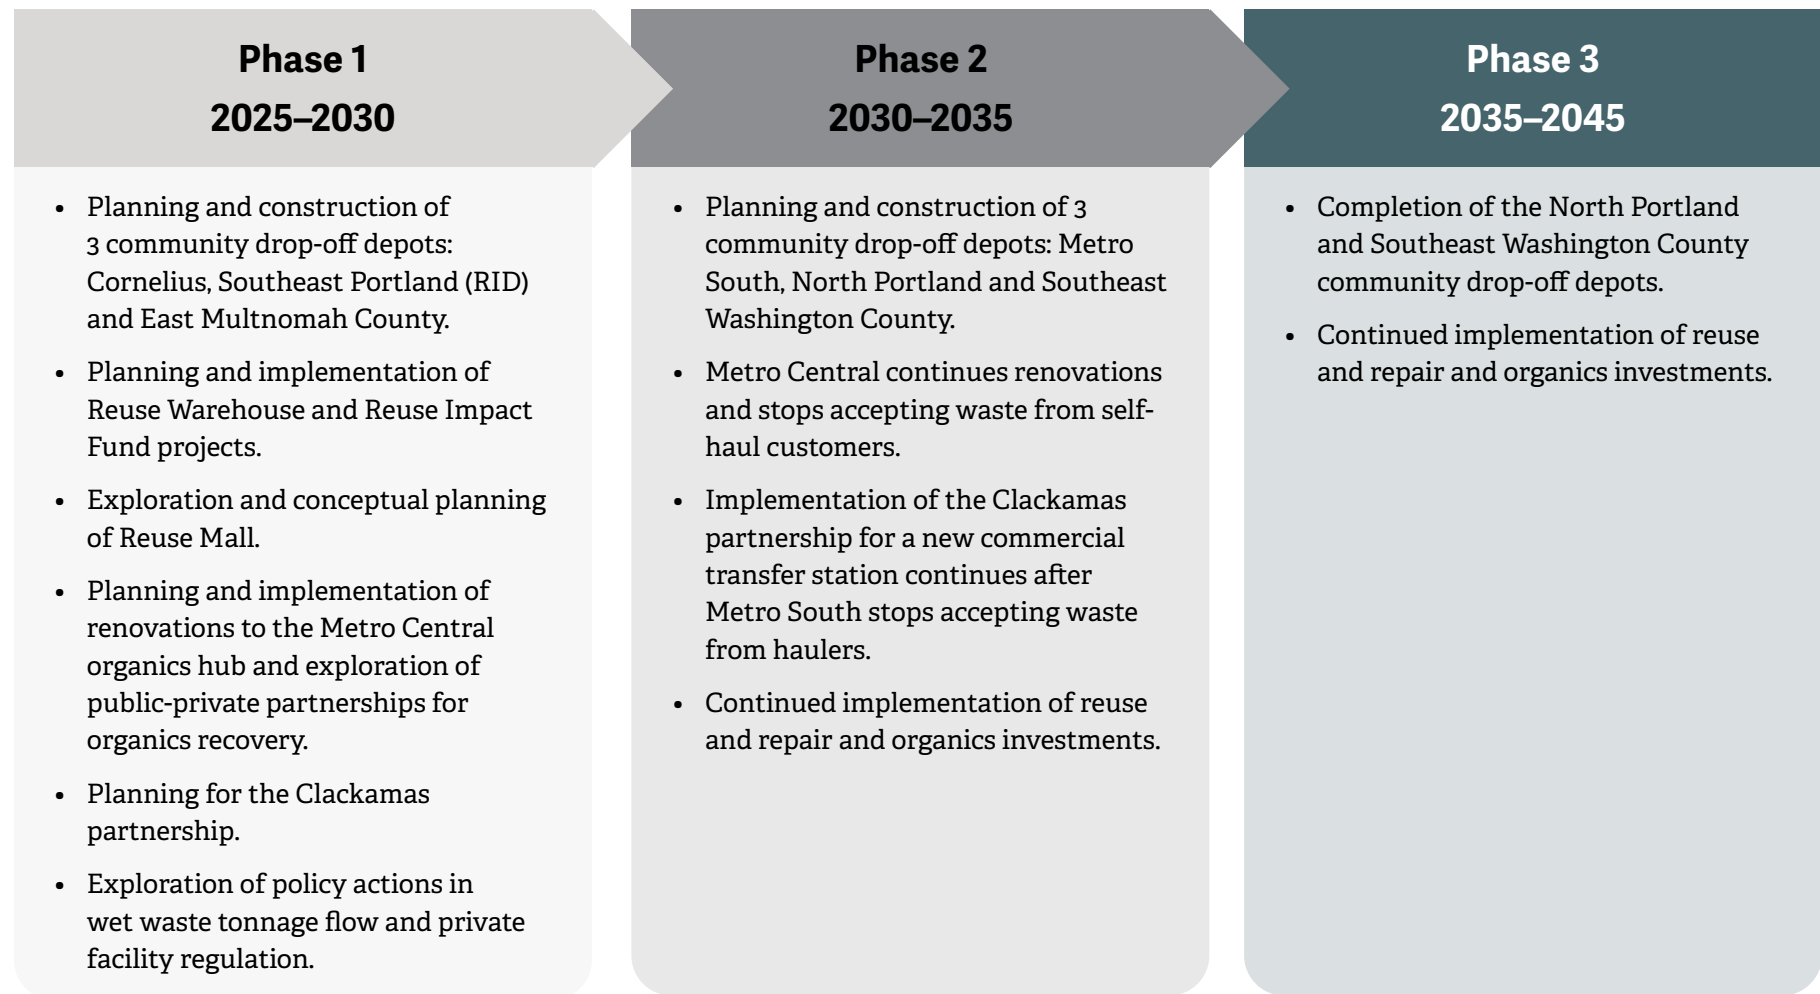 Phase 1
2025–2030
• Planning and construction of
3 community drop-off depots:
Cornelius, Southeast Portland (RID)
and East Multnomah County.
• Planning and implementation of
Reuse Warehouse and Reuse Impact
Fund projects.
• Exploration and conceptual planning
of Reuse Mall.
• Planning and implementation of
renovations to the Metro Central
organics hub and exploration of
public-private partnerships for
organics recovery.
• Planning for the Clackamas
partnership.
• Exploration of policy actions in
wet waste tonnage flow and private
facility regulation.
Phase 2
2030–2035
• Planning and construction of 3
community drop-off depots: Metro
South, North Portland and Southeast
Washington County.
• Metro Central continues renovations
and stops accepting waste from self-
haul customers.
• Implementation of the Clackamas
partnership for a new commercial
transfer station continues after
Metro South stops accepting waste
from haulers.
• Continued implementation of reuse
and repair and organics investments.
Phase 3
2035–2045
• Completion of the North Portland
and Southeast Washington County
community drop-off depots.
• Continued implementation of reuse
and repair and organics investments.